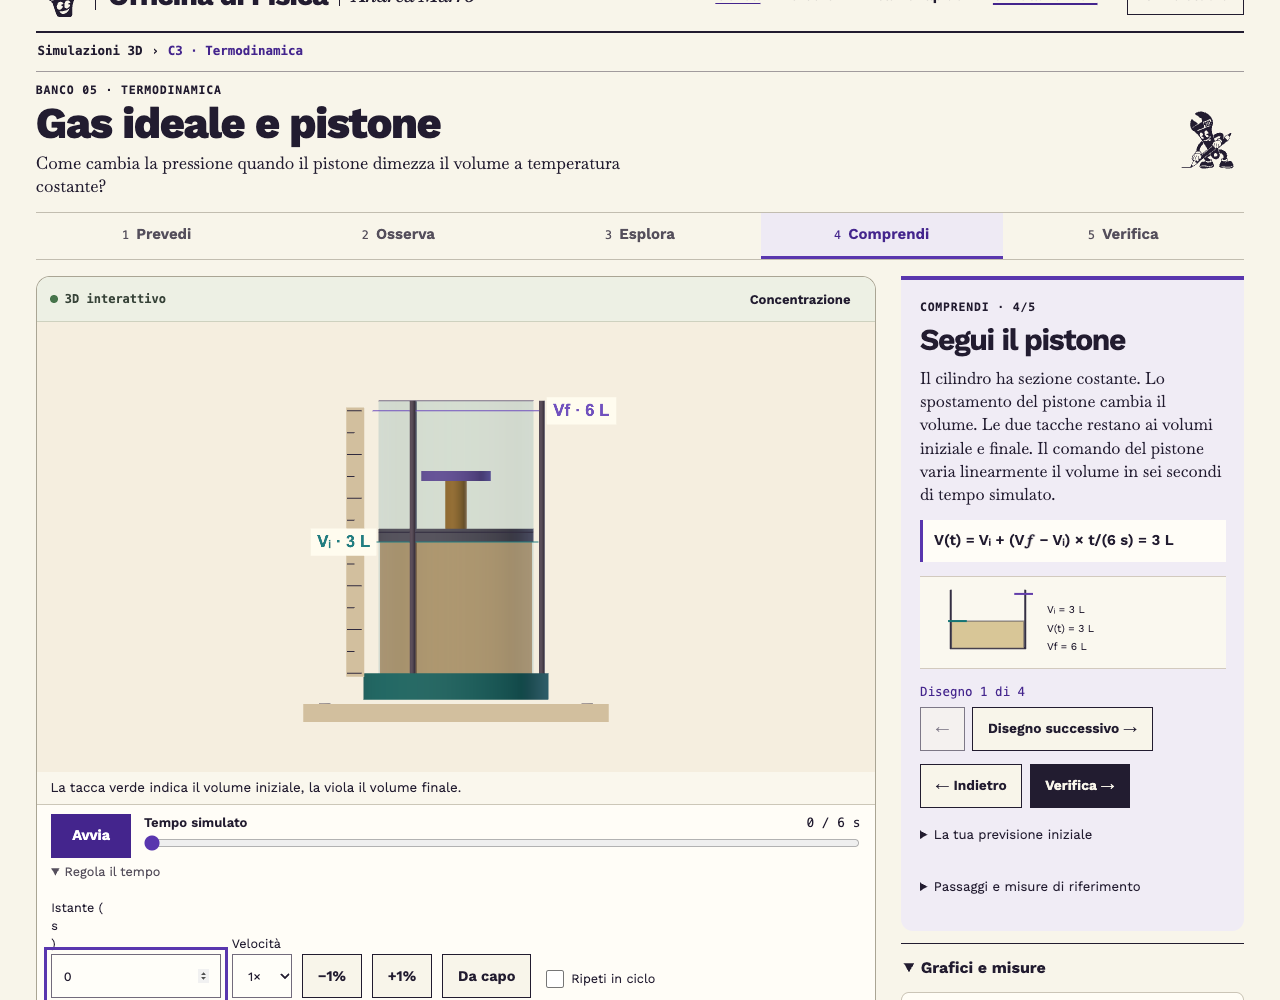 Officina di Fisica
Andrea Marro
Simulazioni 3D › C3 · Termodinamica
BANCO 05 · TERMODINAMICA
Gas ideale e pistone
Come cambia la pressione quando il pistone dimezza il volume a temperatura
costante?
1 Prevedi
2 Osserva
3 Esplora
4 Comprendi
5 Verifica
3D interattivo
Concentrazione
Vf · 6 L
Vᵢ · 3 L
La tacca verde indica il volume iniziale, la viola il volume finale.
Avvia
Tempo simulato
0 / 6 s
▼ Regola il tempo
Istante (
s
)
Velocità
0
1×
−1%
+1%
Da capo
Ripeti in ciclo
COMPRENDI · 4/5
Segui il pistone
Il cilindro ha sezione costante. Lo
spostamento del pistone cambia il
volume. Le due tacche restano ai volumi
iniziale e finale. Il comando del pistone
varia linearmente il volume in sei secondi
di tempo simulato.
V(t) = Vᵢ + (Vf − Vᵢ) × t/(6 s) = 3 L
Vᵢ = 3 L
V(t) = 3 L
Vf = 6 L
Disegno 1 di 4
←
Disegno successivo →
← Indietro
Verifica →
▶ La tua previsione iniziale
▶ Passaggi e misure di riferimento
▼ Grafici e misure